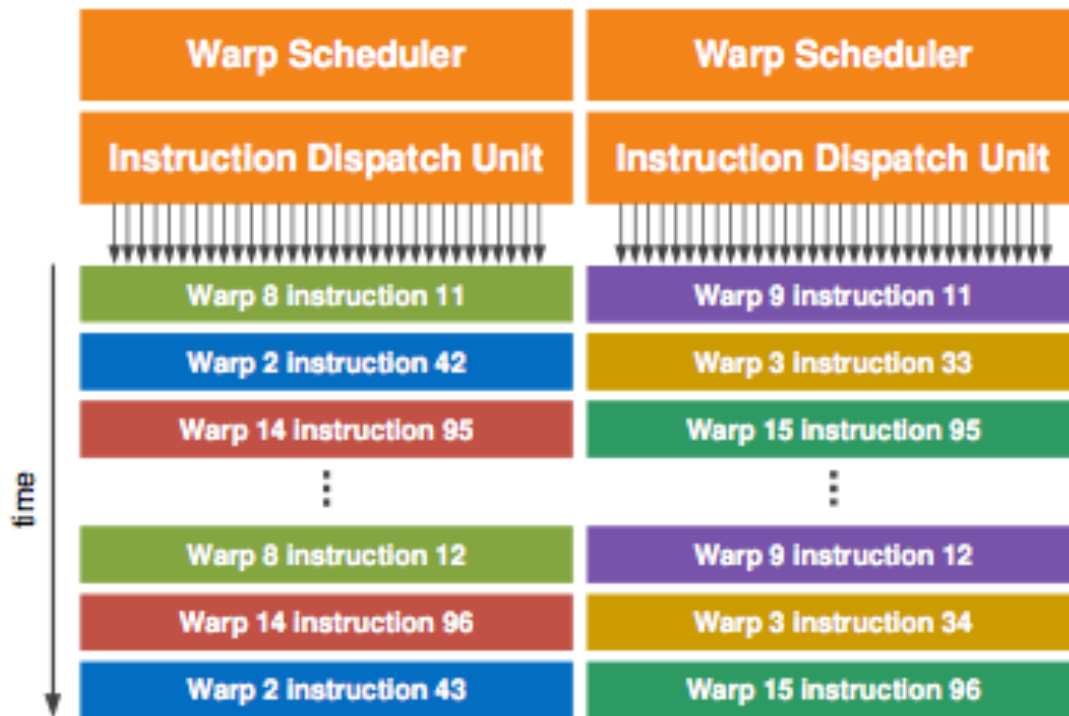 Warp Scheduler
Warp Scheduler
Instruction Dispatch Unit
Instruction Dispatch Unit
Warp 8 instruction 11
Warp 9 instruction 11
Warp 2 instruction 42
Warp 3 instruction 33
Warp 14 instruction 95
Warp 15 instruction 95
time
Warp 8 instruction 12
Warp 9 instruction 12
Warp 14 instruction 96
Warp 3 instruction 34
Warp 2 instruction 43
Warp 15 instruction 96